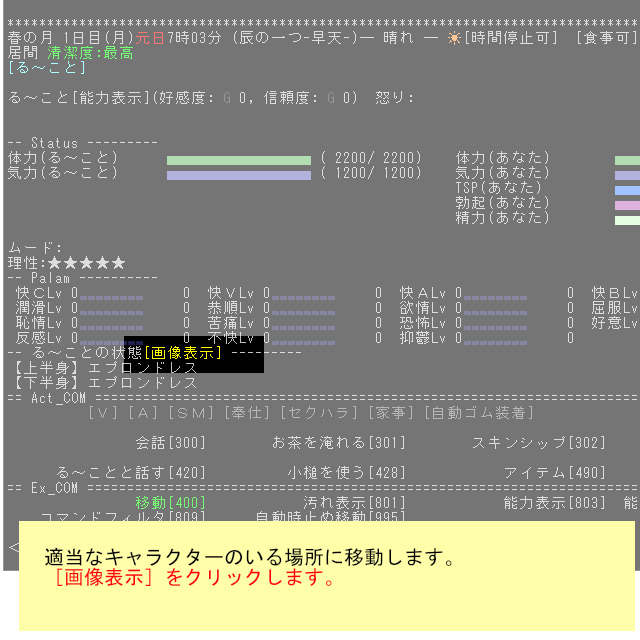 ********************************************************************************
春の月 1日目(月)元日7時03分 (辰の一つ-早天-)― 晴れ ― ☀[時間停止可] [食事可]
居間 清潔度:最高
[る～こと]
る～こと[能力表示](好感度: G 0, 信頼度: G 0) 怒り:
-- Status ---------
体力(る～こと) ( 2200/ 2200) 体力(あなた)
気力(る～こと) ( 1200/ 1200) 気力(あなた)
TSP(あなた)
勃起(あなた)
精力(あなた)
ムード:
理性:★★★★★
-- Palam ----------
快ＣLv 0 0 快ＶLv 0 0 快ＡLv 0 0 快ＢLv
潤滑Lv 0 0 恭順Lv 0 0 欲情Lv 0 0 屈服Lv
恥情Lv 0 0 苦痛Lv 0 0 恐怖Lv 0 0 好意Lv
反感Lv 0 0 不快Lv 0 0 抑鬱Lv 0 0
-- る～ことの状態[画像表示] ---------
【上半身】エプロンドレス
【下半身】エプロンドレス
== Act_COM ======================================================================
[Ｖ] [Ａ] [ＳＭ] [奉仕] [セクハラ] [家事] [自動ゴム装着]
会話[300] お茶を淹れる[301] スキンシップ[302]
る～ことと話す[420] 小槌を使う[428] アイテム[490]
== Ex_COM ======================================================================
移動[400] 汚れ表示[801] 能力表示[803] 能
コマンドフィルタ[809] 自動時止め移動[995]
<
適当なキャラクターのいる場所に移動します。
［画像表示］をクリックします。